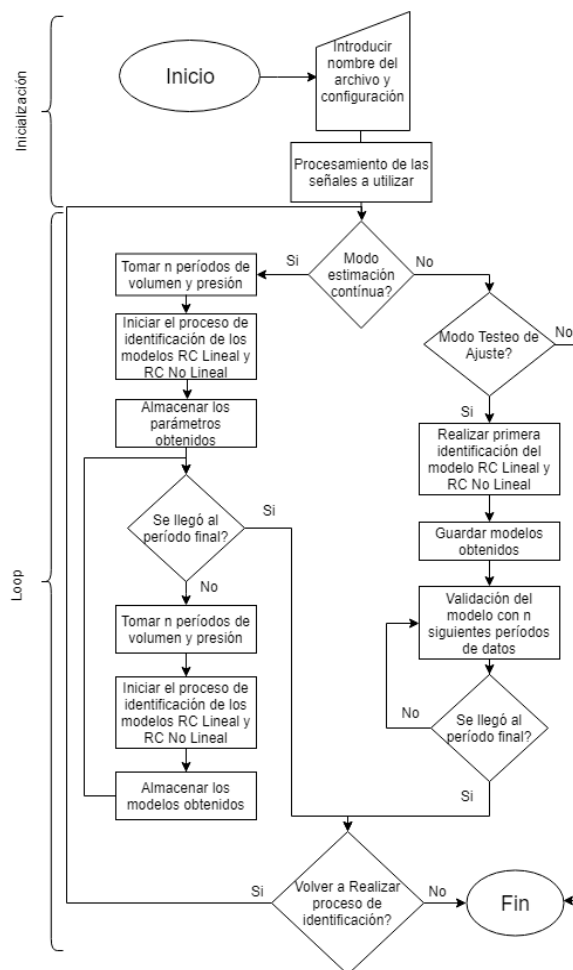 Inicialización
Inicio
Introducir
nombre del
archivo y
configuración
Procesamiento de las
señales a utilizar
Loop
Modo
estimación
contínua?
Si
No
Tomar n períodos de
volumen y presión
Iniciar el proceso de
identificación de los
modelos RC Lineal y
RC No Lineal
Almacenar los
parámetros
obtenidos
Se llegó al
período final?
Si
No
Tomar n períodos de
volumen y presión
Iniciar el proceso de
identificación de los
modelos RC Lineal y
RC No Lineal
Almacenar los
modelos obtenidos
Modo Testeo de
Ajuste?
No
Si
Realizar primera
identificación del
modelo RC Lineal y
RC No Lineal
Guardar modelos
obtenidos
Validación del
modelo con n
siguientes períodos
de datos
Se llegó al
período final?
No
Si
Volver a Realizar
proceso de
identificación?
Si
No
Fin